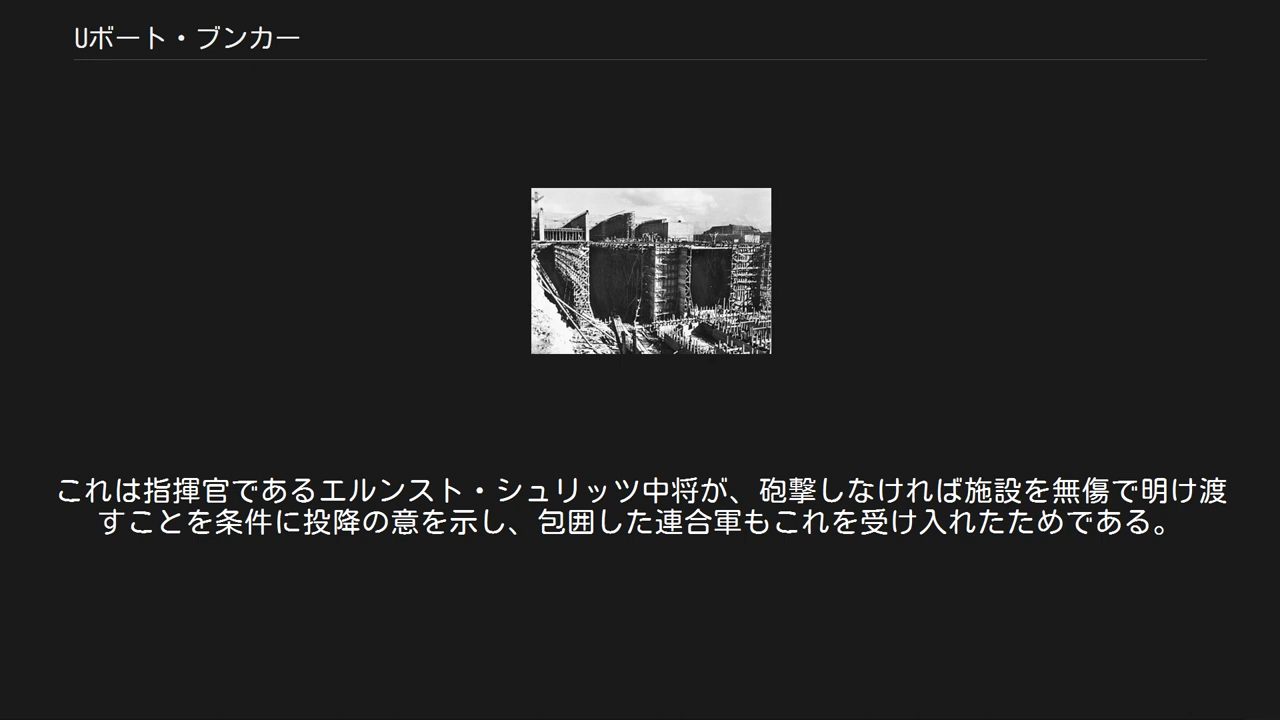 Uボート・ブンカー
これは指揮官であるエルンスト・シュリッツ中将が、砲撃しなければ施設を無傷で明け渡
すことを条件に投降の意を示し、包囲した連合軍もこれを受け入れたためである。